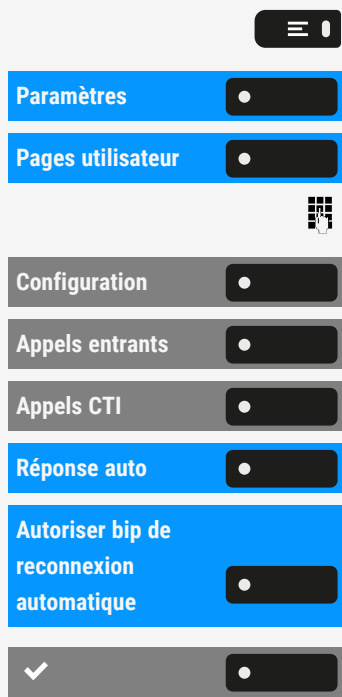 Paramètres
Pages utilisateur
Configuration
Appels entrants
Appels CTI
Réponse auto
Autoriser bip de
reconnexion
automatique